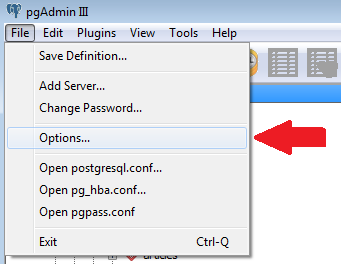 pgAdmin III
File Edit Plugins View Tools Help
Save Definition...
Add Server...
Change Password...
Options...
Open postgresql.conf...
Open pg_hba.conf...
Open pgpass.conf
Exit Ctrl-Q
articles